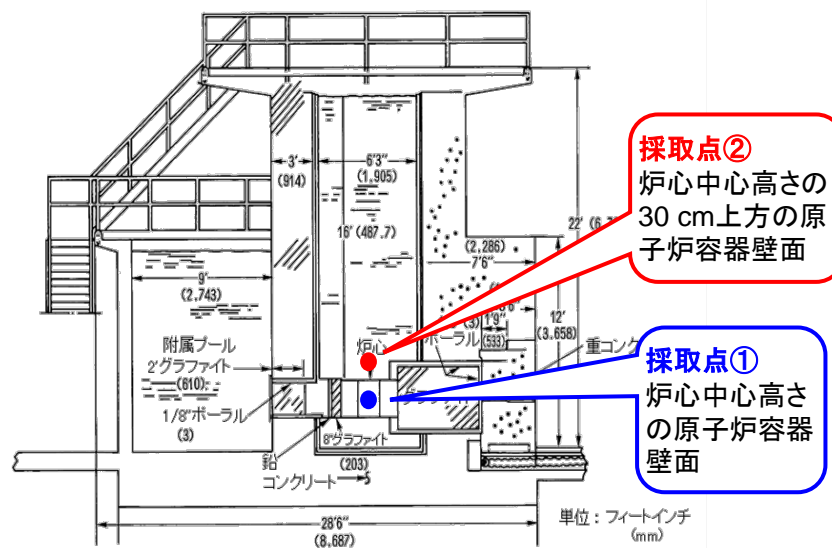 3'
(914)
6'3"
(1,905)
16'(487.7)
採取点②
炉心中心高さの
30 cm上方の原
子炉容器壁面
22'
(2,286)
7'6"
9'
(2,743)
1'9"
(533)
12'
(3,658)
附属プール
2'グラファイト
(610)
1/8"ボーラル
(3)
炉心
ボーラル
(3)
重コンク
採取点①
炉心中心高さ
の原子炉容器
壁面
8"グラファイト
(203)
鉛
コンクリート
28'6"
(8,687)
単位：フィートインチ
(mm)